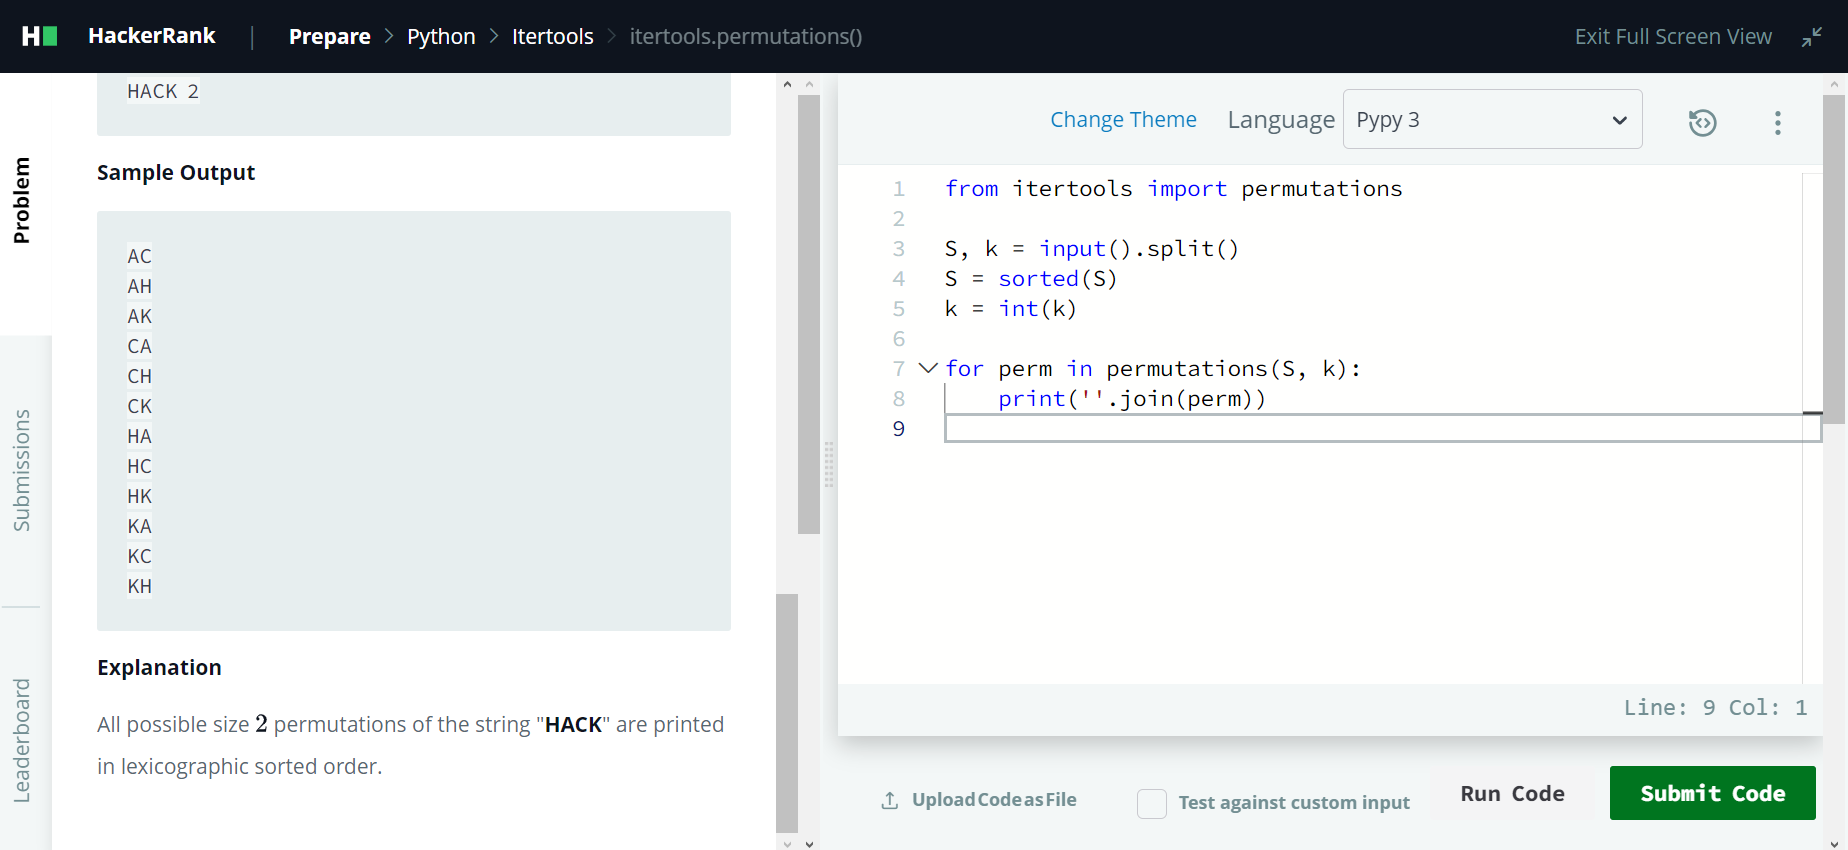 HackerRank | Prepare > Python > Itertools > itertools.permutations() Exit Full Screen View
Problem
Submissions
Leaderboard
HACK 2
Sample Output
AC
AH
AK
CA
CH
CK
HA
HC
HK
KA
KC
KH
Explanation
All possible size 2 permutations of the string "HACK" are printed
in lexicographic sorted order.
Change Theme Language Pypy 3
1 from itertools import permutations
2
3 S, k = input().split()
4 S = sorted(S)
5 k = int(k)
6
7 for perm in permutations(S, k):
8     print(''.join(perm))
9
Line: 9 Col: 1
Upload Code as File Test against custom input Run Code Submit Code